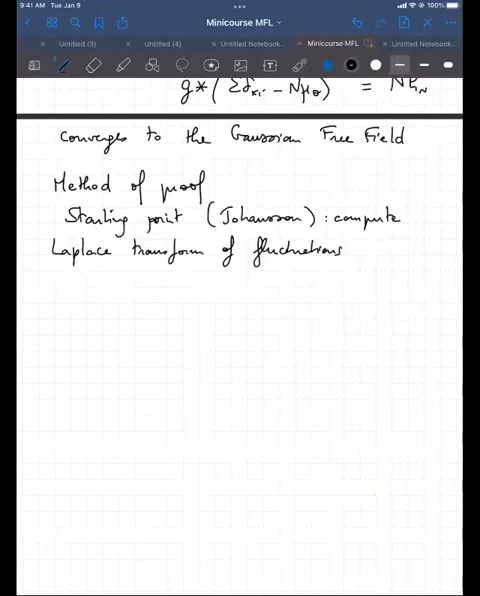 9:41 AM Tue Jan 9
100%
Minicourse MFL
Untitled (3)
Untitled (4)
Untitled Notebook...
Minicourse MFL
Untitled Notebook...
g*(Σδ_{x_i} - Nμ_θ) = Nh_N
converges to the Gaussian Free Field
Method of proof
Starting point (Johansson): compute
Laplace transform of fluctuations